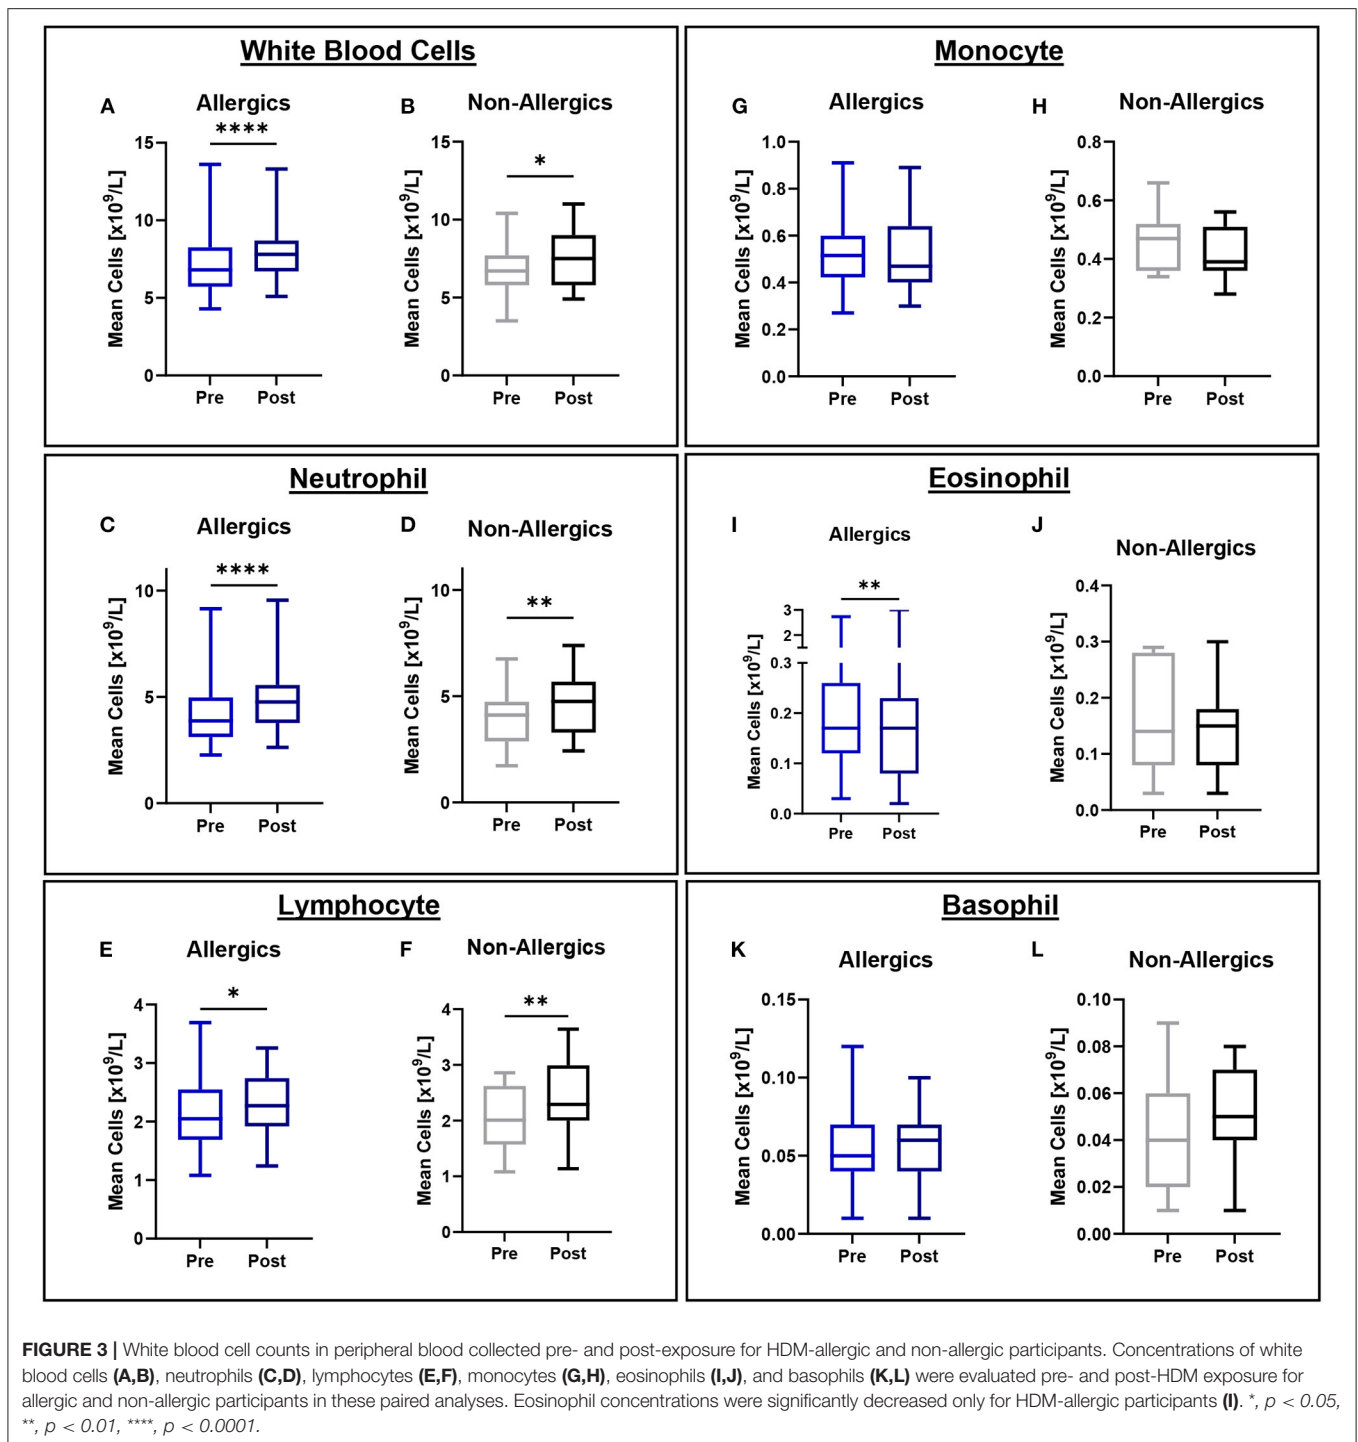 White Blood Cells
A
Allergics
****
Mean Cells [x10⁹/L]
15
10
5
0
Pre
Post
B
Non-Allergics
*
Mean Cells [x10⁹/L]
15
10
5
0
Pre
Post
Monocyte
G
Allergics
Mean Cells [x10⁹/L]
1.0
0.8
0.6
0.4
0.2
0.0
Pre
Post
H
Non-Allergics
Mean Cells [x10⁹/L]
0.8
0.6
0.4
0.2
0.0
Pre
Post
Neutrophil
C
Allergics
****
Mean Cells [x10⁹/L]
10
5
0
Pre
Post
D
Non-Allergics
**
Mean Cells [x10⁹/L]
10
5
0
Pre
Post
Eosinophil
I
Allergics
**
Mean Cells [x10⁹/L]
3
2
0.3
0.2
0.1
0.0
Pre
Post
J
Non-Allergics
Mean Cells [x10⁹/L]
0.4
0.3
0.2
0.1
0.0
Pre
Post
Lymphocyte
E
Allergics
*
Mean Cells [x10⁹/L]
4
3
2
1
0
Pre
Post
F
Non-Allergics
**
Mean Cells [x10⁹/L]
4
3
2
1
0
Pre
Post
Basophil
K
Allergics
Mean Cells [x10⁹/L]
0.15
0.10
0.05
0.00
Pre
Post
L
Non-Allergics
Mean Cells [x10⁹/L]
0.10
0.08
0.06
0.04
0.02
0.00
Pre
Post
FIGURE 3 | White blood cell counts in peripheral blood collected pre- and post-exposure for HDM-allergic and non-allergic participants. Concentrations of white
blood cells (A,B), neutrophils (C,D), lymphocytes (E,F), monocytes (G,H), eosinophils (I,J), and basophils (K,L) were evaluated pre- and post-HDM exposure for
allergic and non-allergic participants in these paired analyses. Eosinophil concentrations were significantly decreased only for HDM-allergic participants (I). *, p < 0.05,
**, p < 0.01, ****, p < 0.0001.